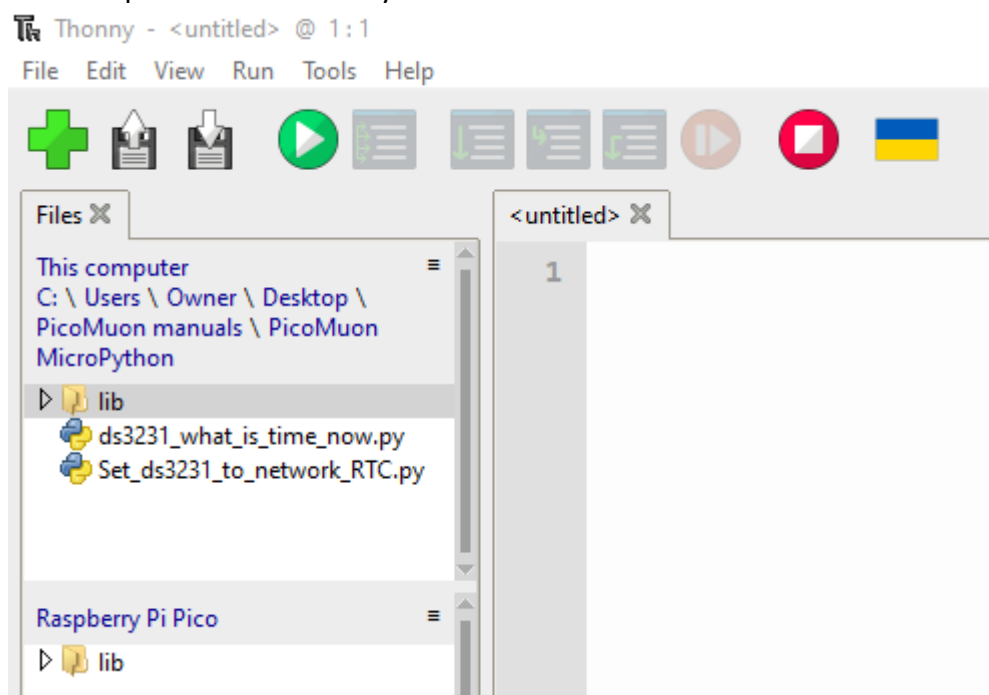 Thonny - <untitled> @ 1:1
File Edit View Run Tools Help
Files
<untitled>
This computer
C: \ Users \ Owner \ Desktop \
PicoMuon manuals \ PicoMuon
MicroPython
lib
ds3231_what_is_time_now.py
Set_ds3231_to_network_RTC.py
1
Raspberry Pi Pico
lib